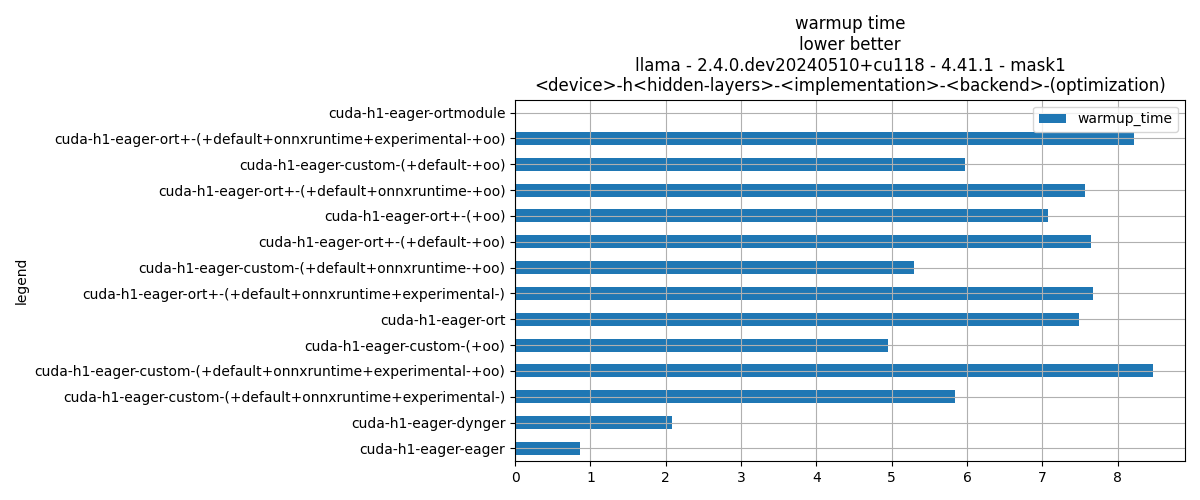 warmup time
lower better
llama - 2.4.0.dev20240510+cu118 - 4.41.1 - mask1
<device>-h<hidden-layers>-<implementation>-<backend>-(optimization)
warmup_time
legend
cuda-h1-eager-ortmodule
cuda-h1-eager-ort+-(+default+onnxruntime+experimental-+oo)
cuda-h1-eager-custom-(+default-+oo)
cuda-h1-eager-ort+-(+default+onnxruntime-+oo)
cuda-h1-eager-ort+-(+oo)
cuda-h1-eager-ort+-(+default-+oo)
cuda-h1-eager-custom-(+default+onnxruntime-+oo)
cuda-h1-eager-ort+-(+default+onnxruntime+experimental-)
cuda-h1-eager-ort
cuda-h1-eager-custom-(+oo)
cuda-h1-eager-custom-(+default+onnxruntime+experimental-+oo)
cuda-h1-eager-custom-(+default+onnxruntime+experimental-)
cuda-h1-eager-dynger
cuda-h1-eager-eager
0 1 2 3 4 5 6 7 8